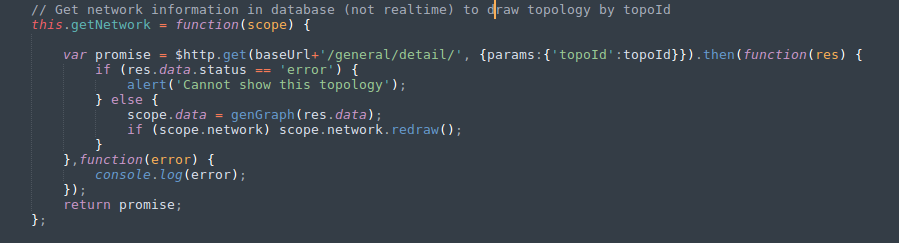 // Get network information in database (not realtime) to draw topology by topoId
this.getNetwork = function(scope) {
var promise = $http.get(baseUrl+'/general/detail/', {params:{'topoId':topoId}}).then(function(res) {
if (res.data.status == 'error') {
alert('Cannot show this topology');
} else {
scope.data = genGraph(res.data);
if (scope.network) scope.network.redraw();
}
},function(error) {
console.log(error);
});
return promise;
};